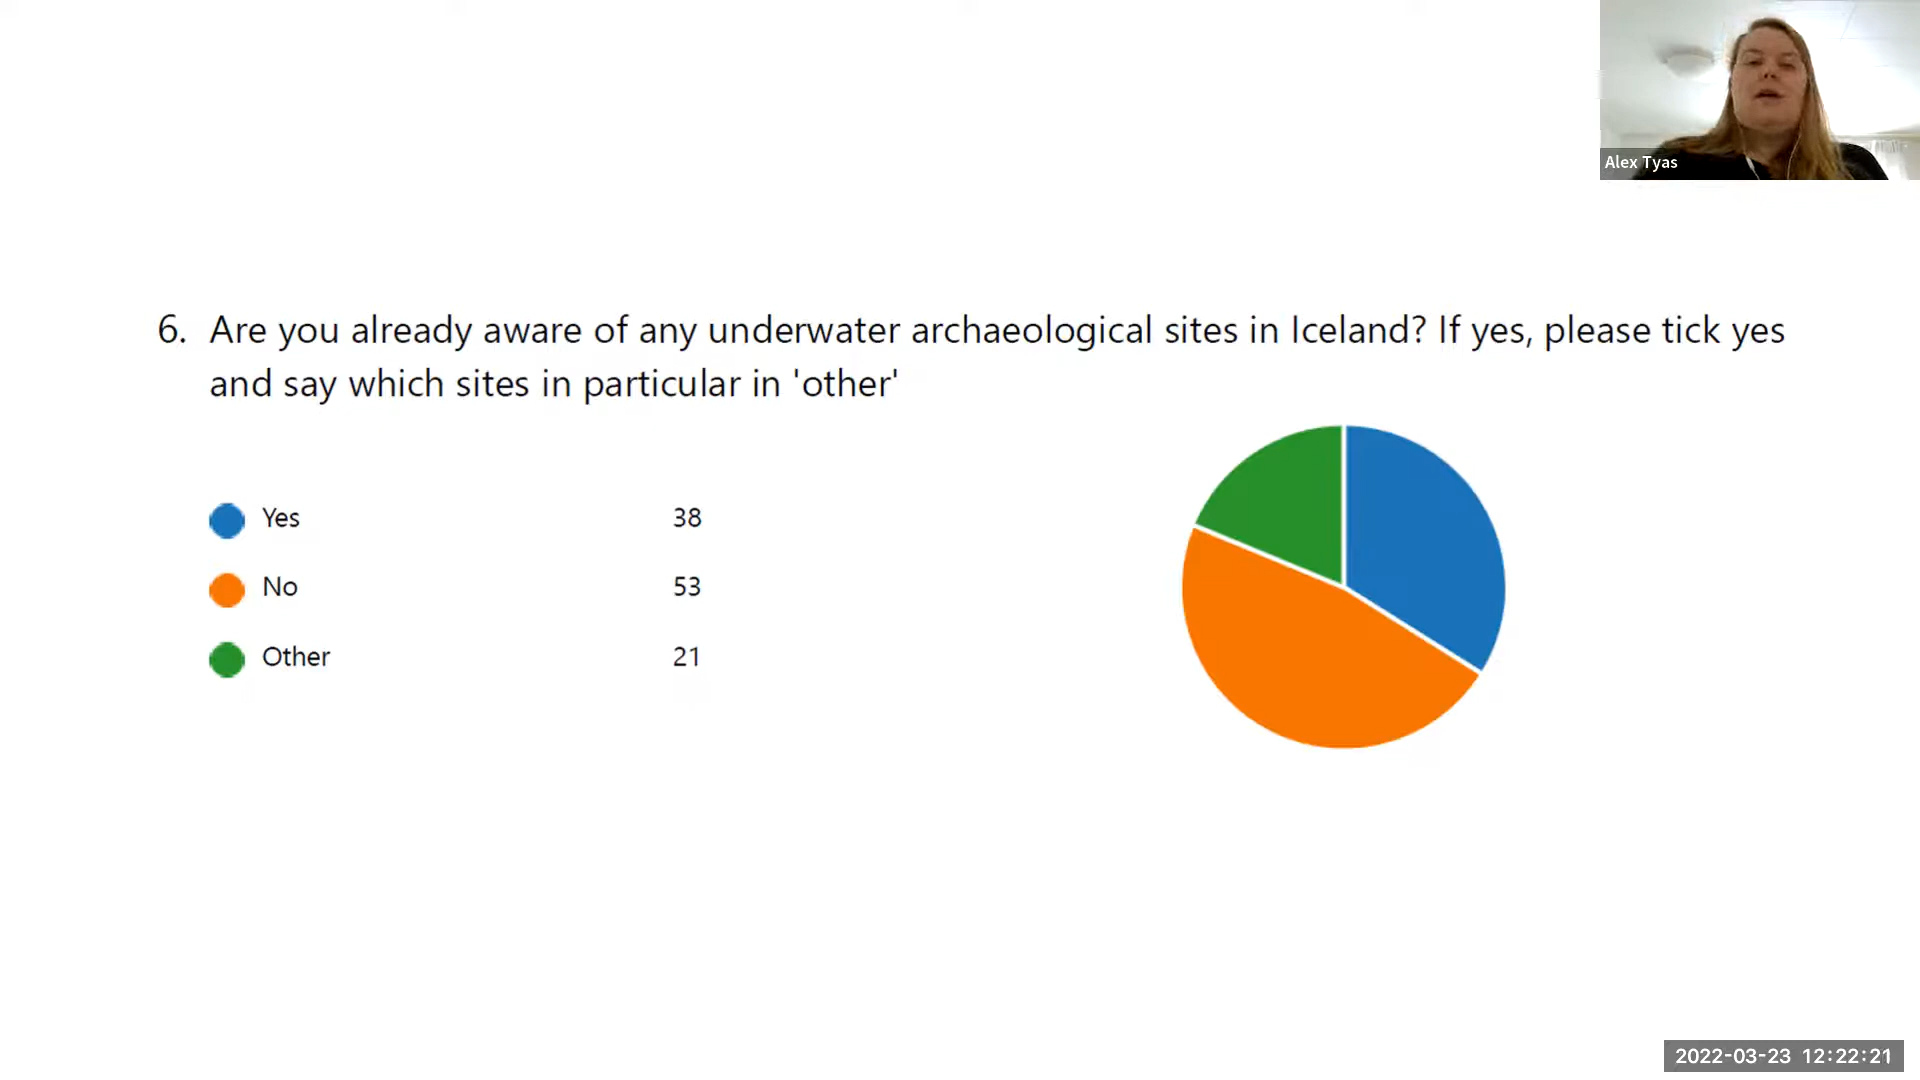 Alex Tyas
6. Are you already aware of any underwater archaeological sites in Iceland? If yes, please tick yes
and say which sites in particular in 'other'
Yes 38
No 53
Other 21
2022-03-23 12:22:21